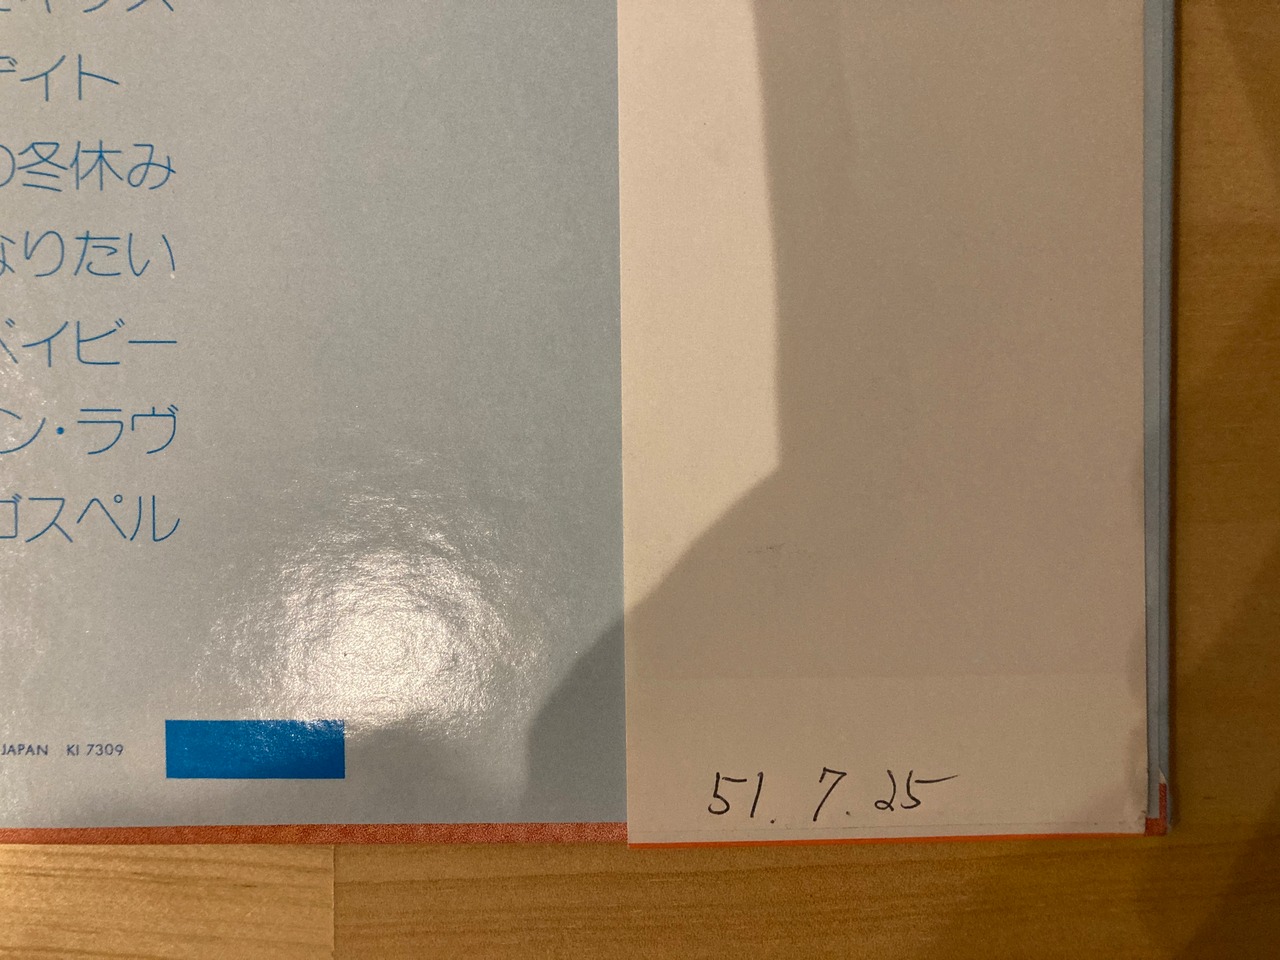 デイト
の冬休み
なりたい
ベイビー
ン・ラヴ
ゴスペル
JAPAN KI 7309
51. 7. 25